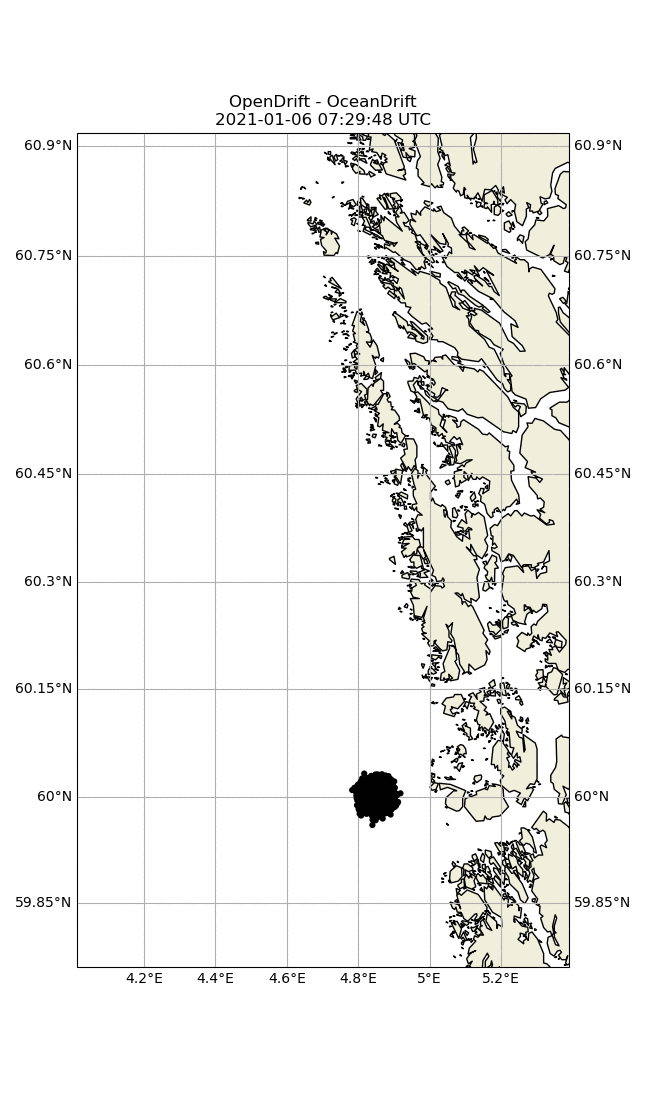 OpenDrift - OceanDrift
2021-01-06 07:29:48 UTC
60.9°N 60.9°N
60.75°N 60.75°N
60.6°N 60.6°N
60.45°N 60.45°N
60.3°N 60.3°N
60.15°N 60.15°N
60°N 60°N
59.85°N 59.85°N
4.2°E 4.4°E 4.6°E 4.8°E 5°E 5.2°E